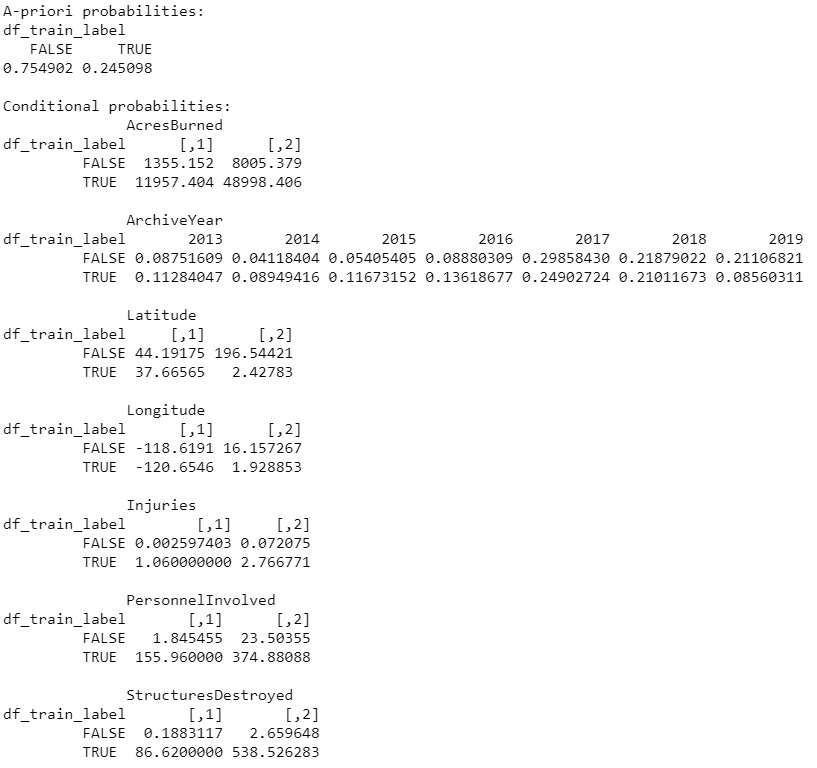 A-priori probabilities:
df_train_label
   FALSE     TRUE
0.754902 0.245098

Conditional probabilities:
              AcresBurned
df_train_label      [,1]      [,2]
         FALSE  1355.152  8005.379
         TRUE  11957.404 48998.406

              ArchiveYear
df_train_label       2013       2014       2015       2016       2017       2018       2019
         FALSE 0.08751609 0.04118404 0.05405405 0.08880309 0.29858430 0.21879022 0.21106821
         TRUE  0.11284047 0.08949416 0.11673152 0.13618677 0.24902724 0.21011673 0.08560311

              Latitude
df_train_label     [,1]      [,2]
         FALSE 44.19175 196.54421
         TRUE  37.66565   2.42783

              Longitude
df_train_label      [,1]      [,2]
         FALSE -118.6191 16.157267
         TRUE  -120.6546  1.928853

              Injuries
df_train_label        [,1]     [,2]
         FALSE 0.002597403 0.072075
         TRUE  1.060000000 2.766771

              PersonnelInvolved
df_train_label       [,1]      [,2]
         FALSE   1.845455  23.50355
         TRUE  155.960000 374.88088

              StructuresDestroyed
df_train_label       [,1]       [,2]
         FALSE  0.1883117   2.659648
         TRUE  86.6200000 538.526283